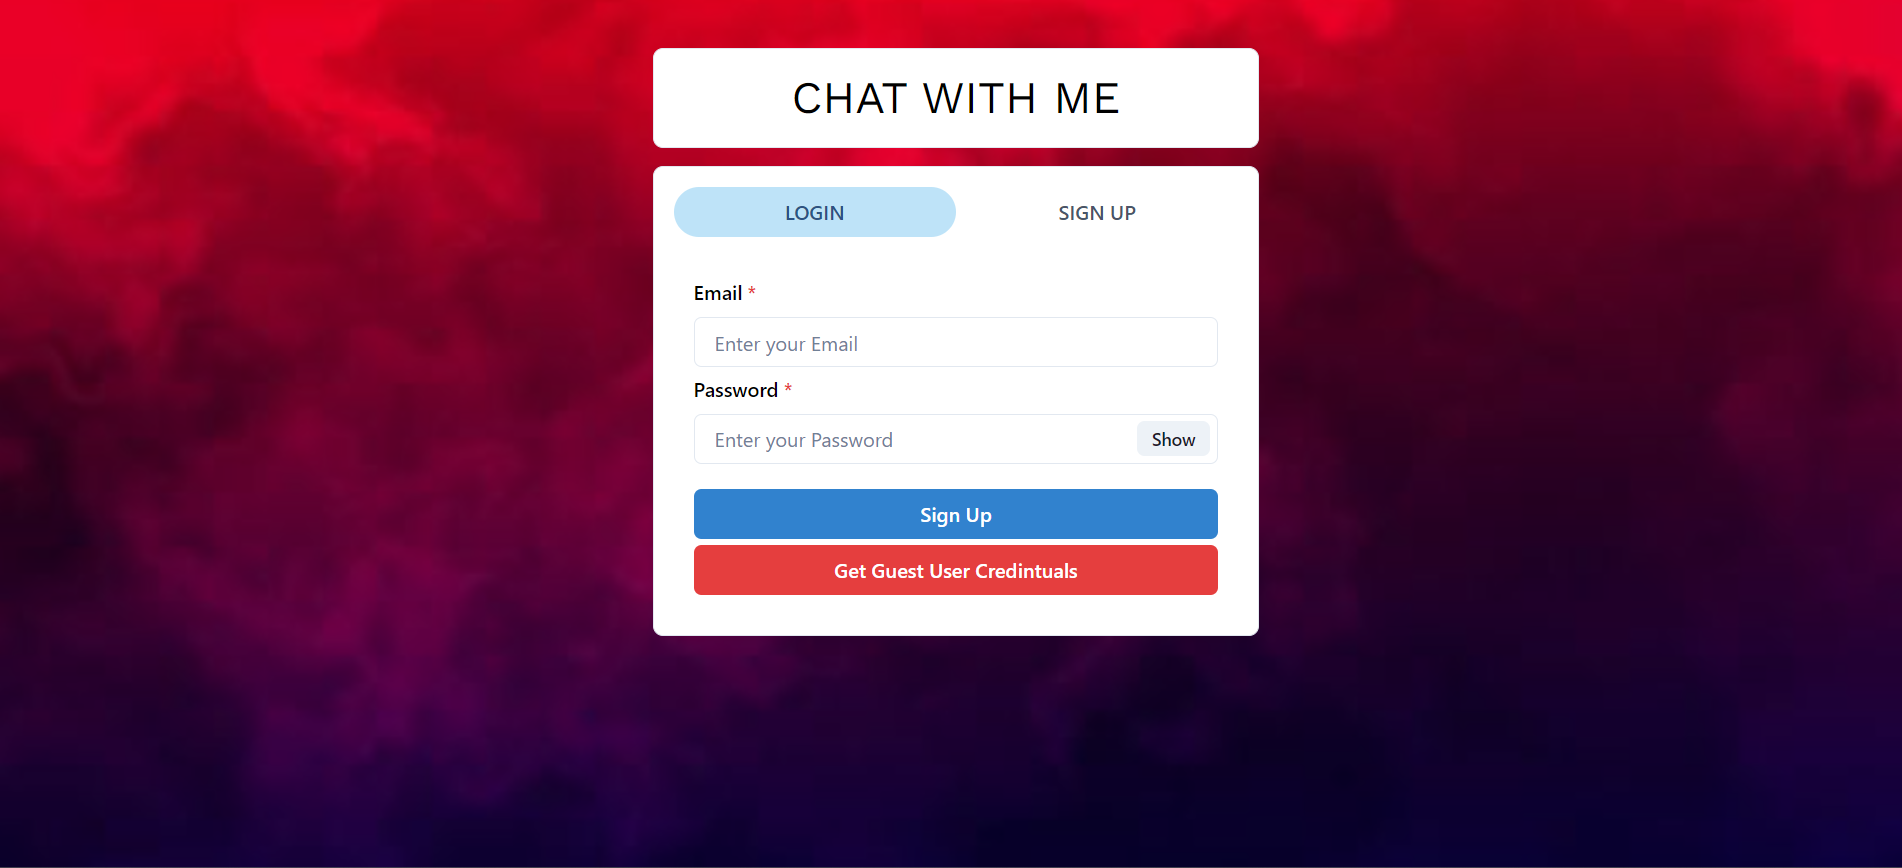 CHAT WITH ME
LOGIN SIGN UP
Email *
Enter your Email
Password *
Enter your Password Show
Sign Up
Get Guest User Credintuals